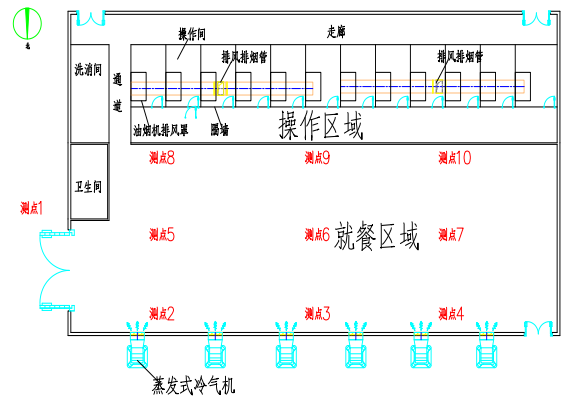 操作间
走廊
排风排烟管
排风排烟管
洗消间
通道
油烟机排风罩
围墙
操作区域
测点8
测点9
测点10
卫生间
测点1
测点5
测点6
就餐区域
测点7
测点2
测点3
测点4
蒸发式冷气机